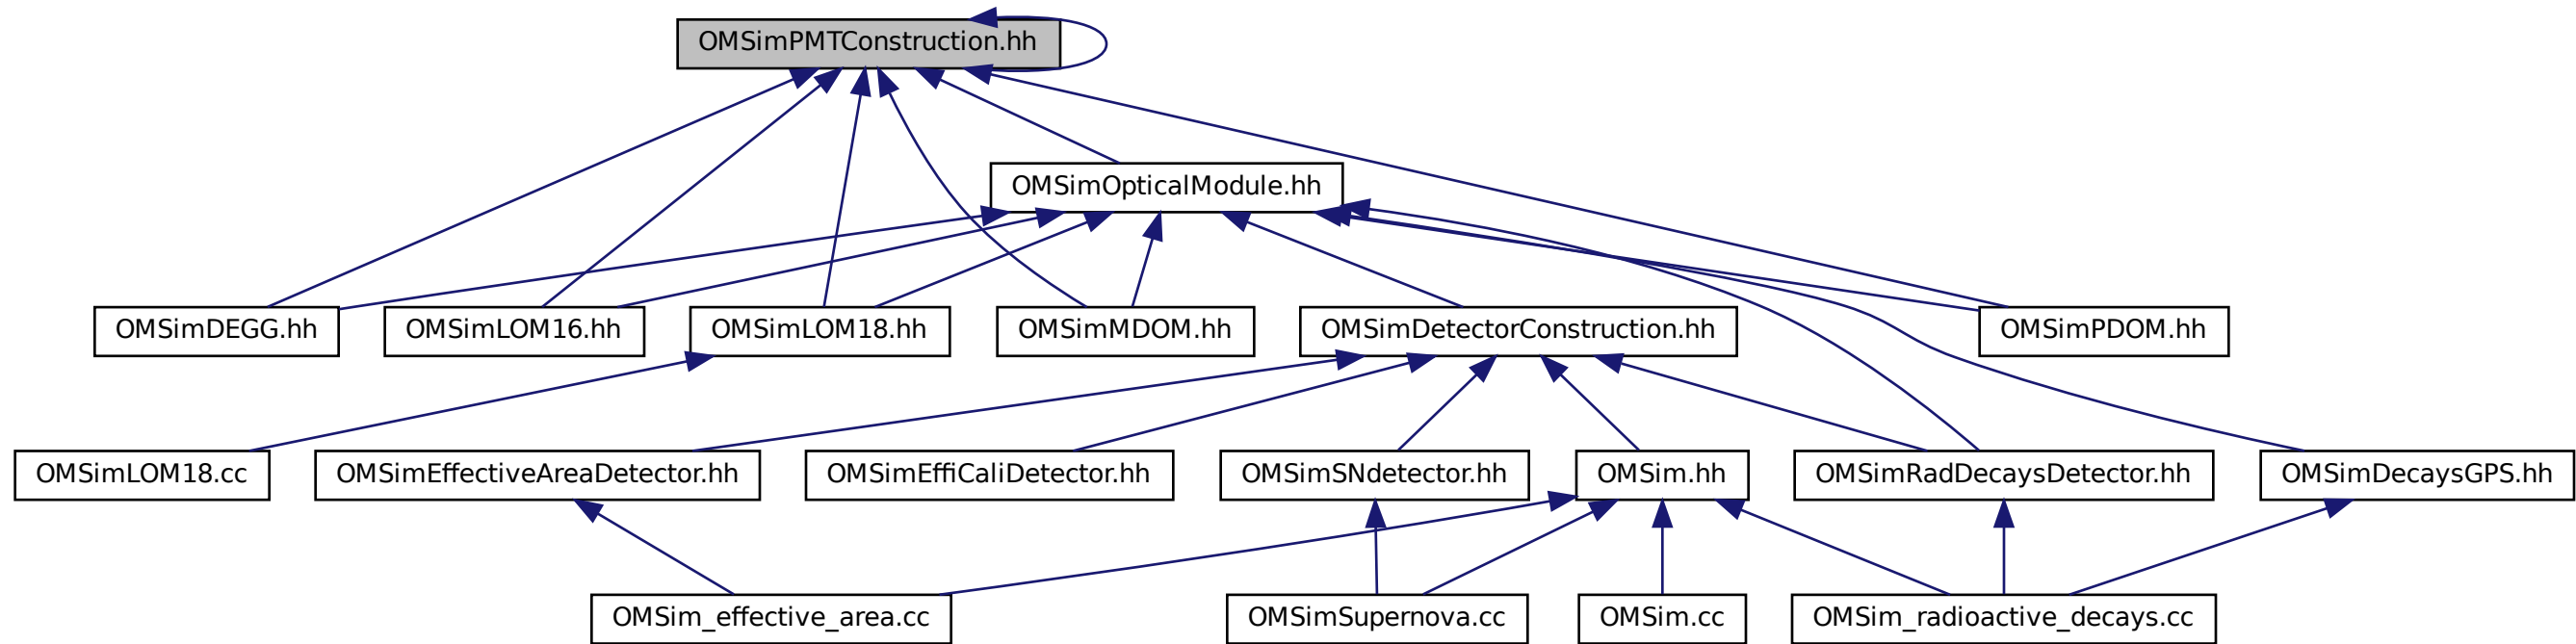 OMSimPMTConstruction.hh
OMSimOpticalModule.hh
OMSimDEGG.hh
OMSimLOM16.hh
OMSimLOM18.hh
OMSimMDOM.hh
OMSimDetectorConstruction.hh
OMSimPDOM.hh
OMSimLOM18.cc
OMSimEffectiveAreaDetector.hh
OMSimEffiCaliDetector.hh
OMSimSNdetector.hh
OMSim.hh
OMSimRadDecaysDetector.hh
OMSimDecaysGPS.hh
OMSim_effective_area.cc
OMSimSupernova.cc
OMSim.cc
OMSim_radioactive_decays.cc